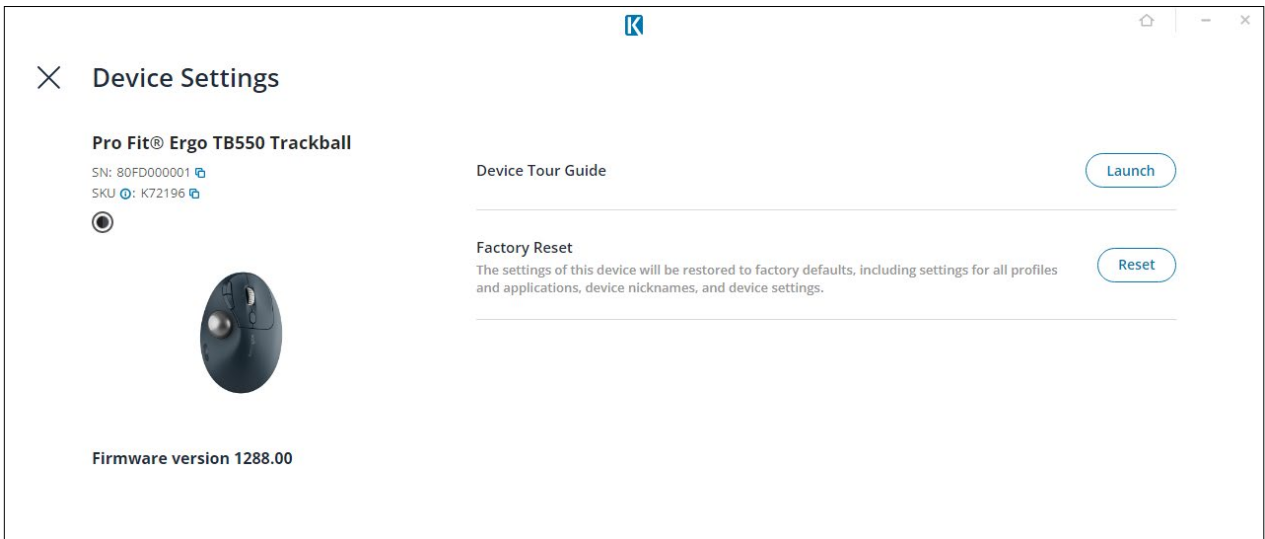 K
Device Settings
Pro Fit® Ergo TB550 Trackball
SN: 80FD000001
SKU ⓘ: K72196
Device Tour Guide
Launch
Factory Reset
The settings of this device will be restored to factory defaults, including settings for all profiles
and applications, device nicknames, and device settings.
Reset
Firmware version 1288.00